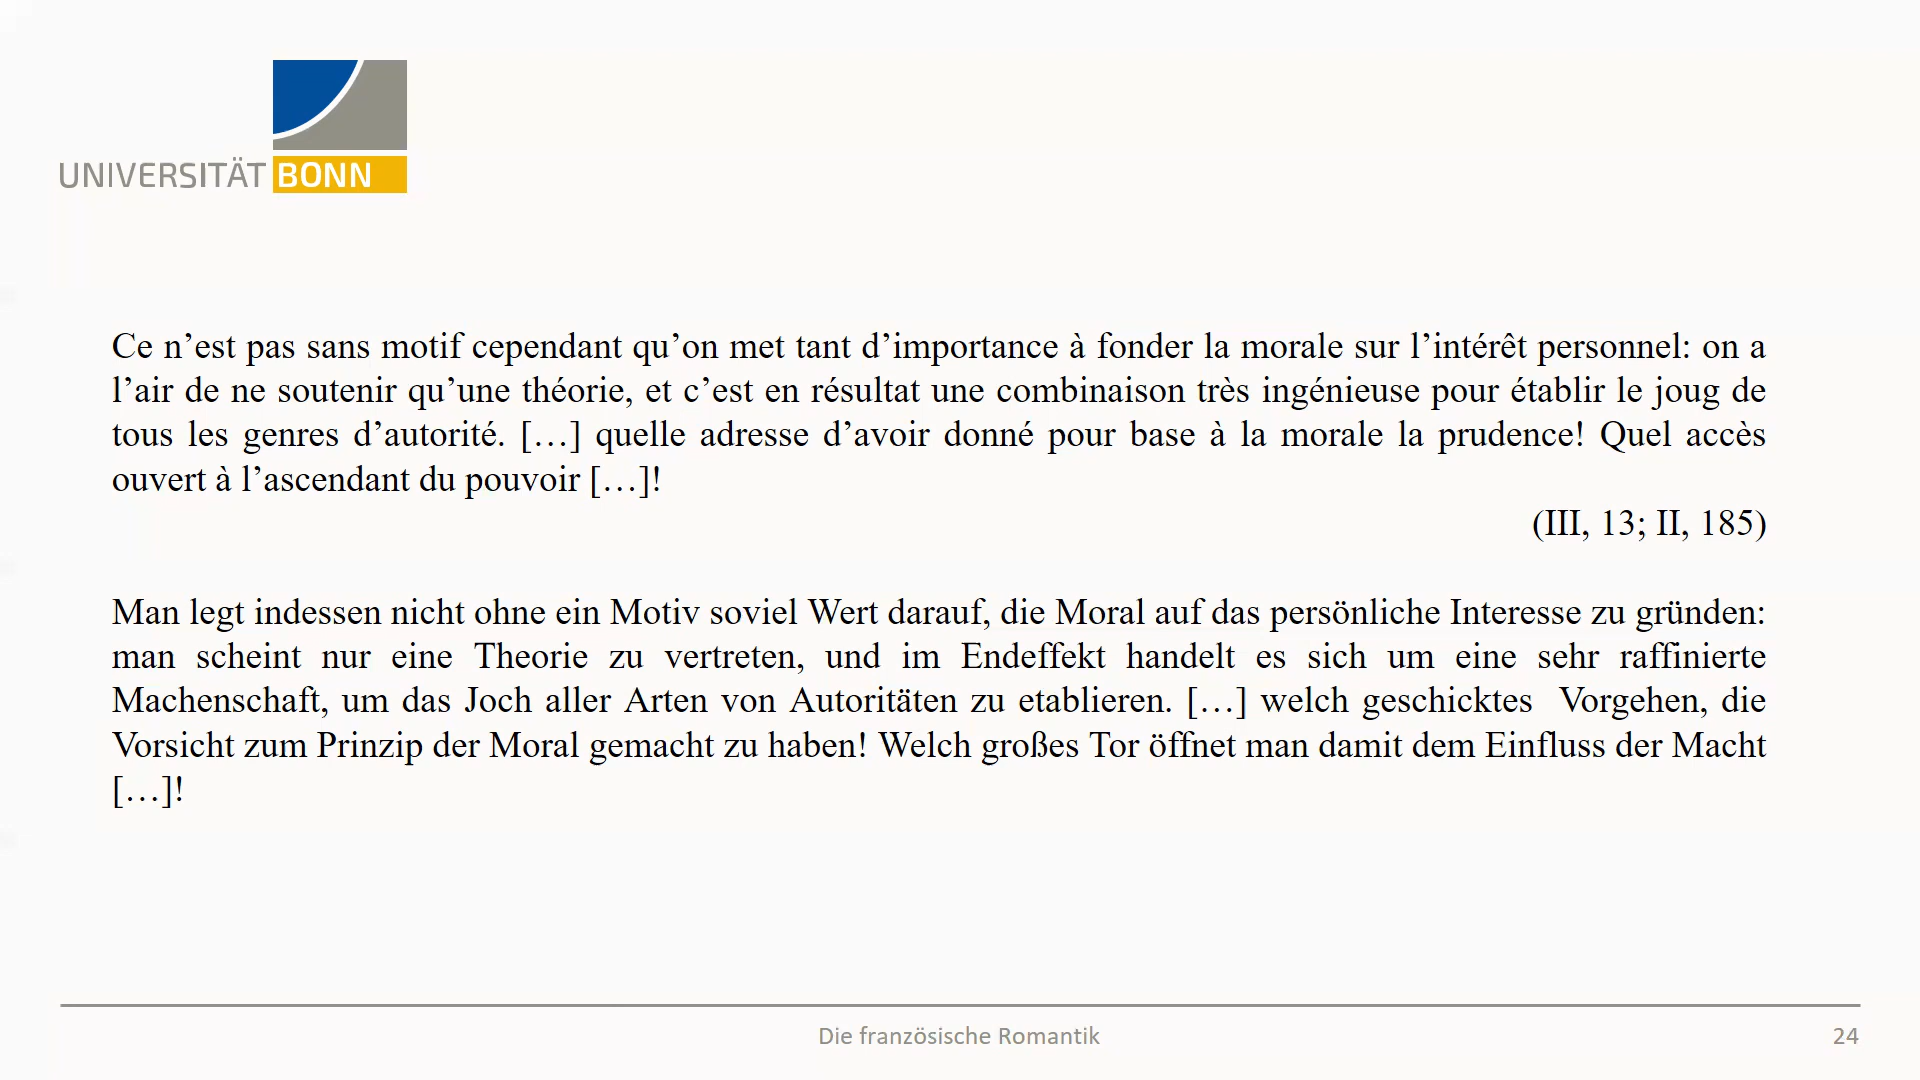 UNIVERSITÄT BONN
Ce n’est pas sans motif cependant qu’on met tant d’importance à fonder la morale sur l’intérêt personnel: on a
l’air de ne soutenir qu’une théorie, et c’est en résultat une combinaison très ingénieuse pour établir le joug de
tous les genres d’autorité. […] quelle adresse d’avoir donné pour base à la morale la prudence! Quel accès
ouvert à l’ascendant du pouvoir […]!
(III, 13; II, 185)
Man legt indessen nicht ohne ein Motiv soviel Wert darauf, die Moral auf das persönliche Interesse zu gründen:
man scheint nur eine Theorie zu vertreten, und im Endeffekt handelt es sich um eine sehr raffinierte
Machenschaft, um das Joch aller Arten von Autoritäten zu etablieren. […] welch geschicktes Vorgehen, die
Vorsicht zum Prinzip der Moral gemacht zu haben! Welch großes Tor öffnet man damit dem Einfluss der Macht
[…]!
Die französische Romantik
24